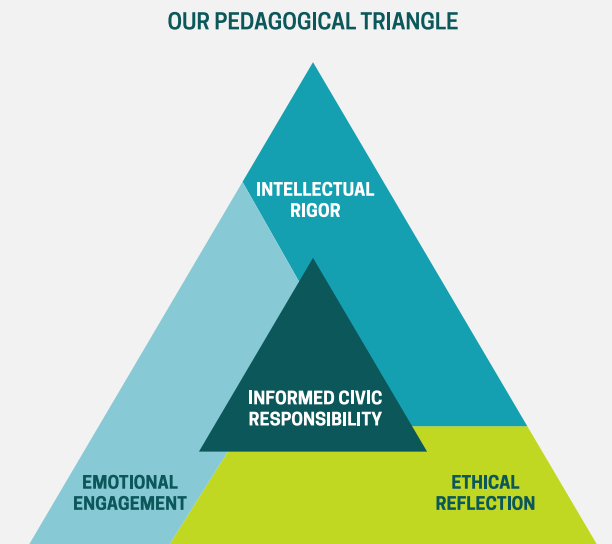 OUR PEDAGOGICAL TRIANGLE
INTELLECTUAL
RIGOR
INFORMED CIVIC
RESPONSIBILITY
EMOTIONAL
ENGAGEMENT
ETHICAL
REFLECTION